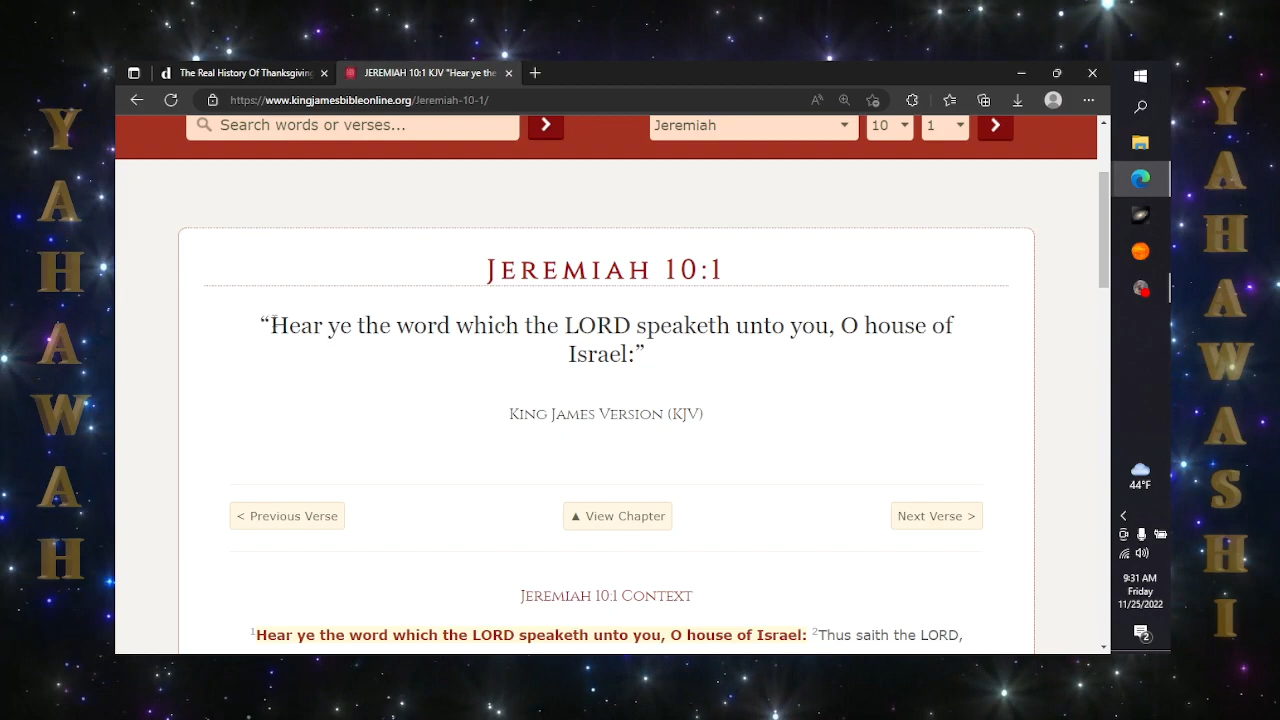 YAHAWAH
The Real History Of Thanksgiving
JEREMIAH 10:1 KJV "Hear ye the
https://www.kingjamesbibleonline.org/Jeremiah-10-1/
Search words or verses...
Jeremiah
10
1
JEREMIAH 10:1
“Hear ye the word which the LORD speaketh unto you, O house of
Israel:”
KING JAMES VERSION (KJV)
< Previous Verse
▲ View Chapter
Next Verse >
JEREMIAH 10:1 CONTEXT
1Hear ye the word which the LORD speaketh unto you, O house of Israel: 2Thus saith the LORD,
44°F
9:31 AM
Friday
11/25/2022
2
YAHAWASHI